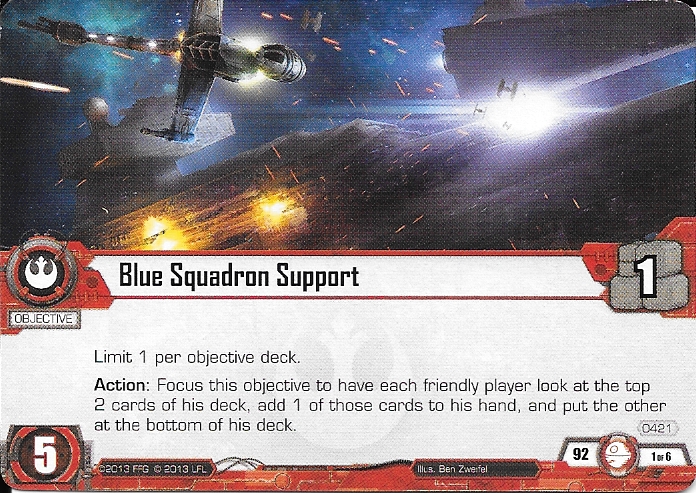 Blue Squadron Support
1
OBJECTIVE
Limit 1 per objective deck.
Action: Focus this objective to have each friendly player look at the top
2 cards of his deck, add 1 of those cards to his hand, and put the other
at the bottom of his deck.
0421
5
©2013 FFG © 2013 LFL
Illus. Ben Zweifel
92
1 OF 6